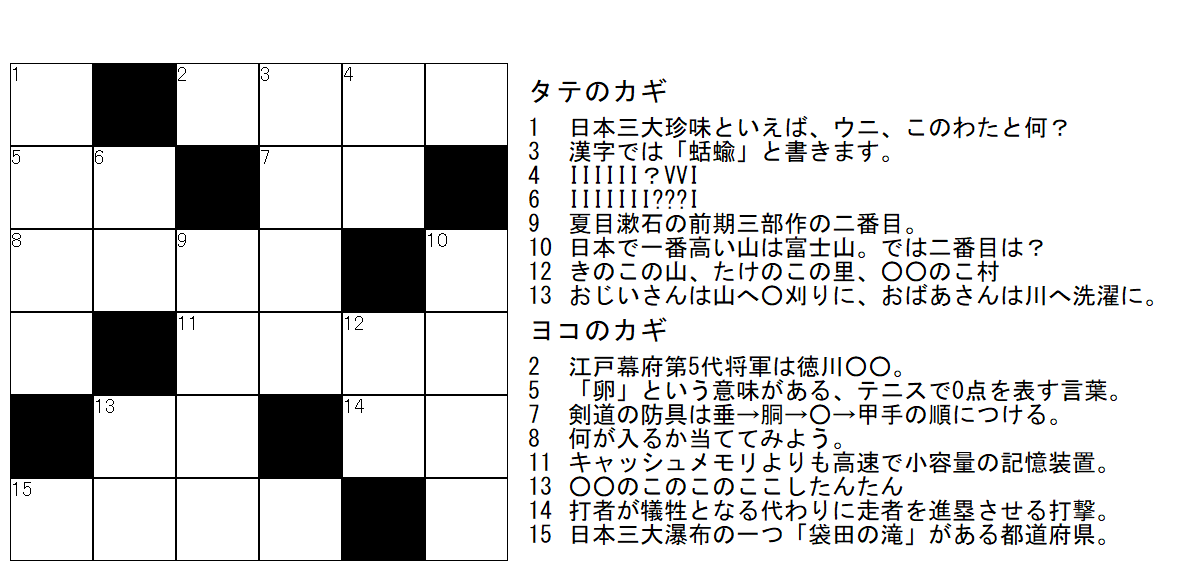 1 2 3 4
5 6 7
8 9 10
11 12
13 14
15
タテのカギ
1 日本三大珍味といえば、ウニ、このわたと何？
3 漢字では「蛞蝓」と書きます。
4 IIIIII？VVI
6 IIIIIII???I
9 夏目漱石の前期三部作の二番目。
10 日本で一番高い山は富士山。では二番目は？
12 きのこの山、たけのこの里、〇〇のこ村
13 おじいさんは山へ〇刈りに、おばあさんは川へ洗濯に。
ヨコのカギ
2 江戸幕府第5代将軍は徳川〇〇。
5 「卵」という意味がある、テニスで0点を表す言葉。
7 剣道の防具は垂→胴→〇→甲手の順につける。
8 何が入るか当ててみよう。
11 キャッシュメモリよりも高速で小容量の記憶装置。
13 〇〇のこのこのここしたんたん
14 打者が犠牲となる代わりに走者を進塁させる打撃。
15 日本三大瀑布の一つ「袋田の滝」がある都道府県。